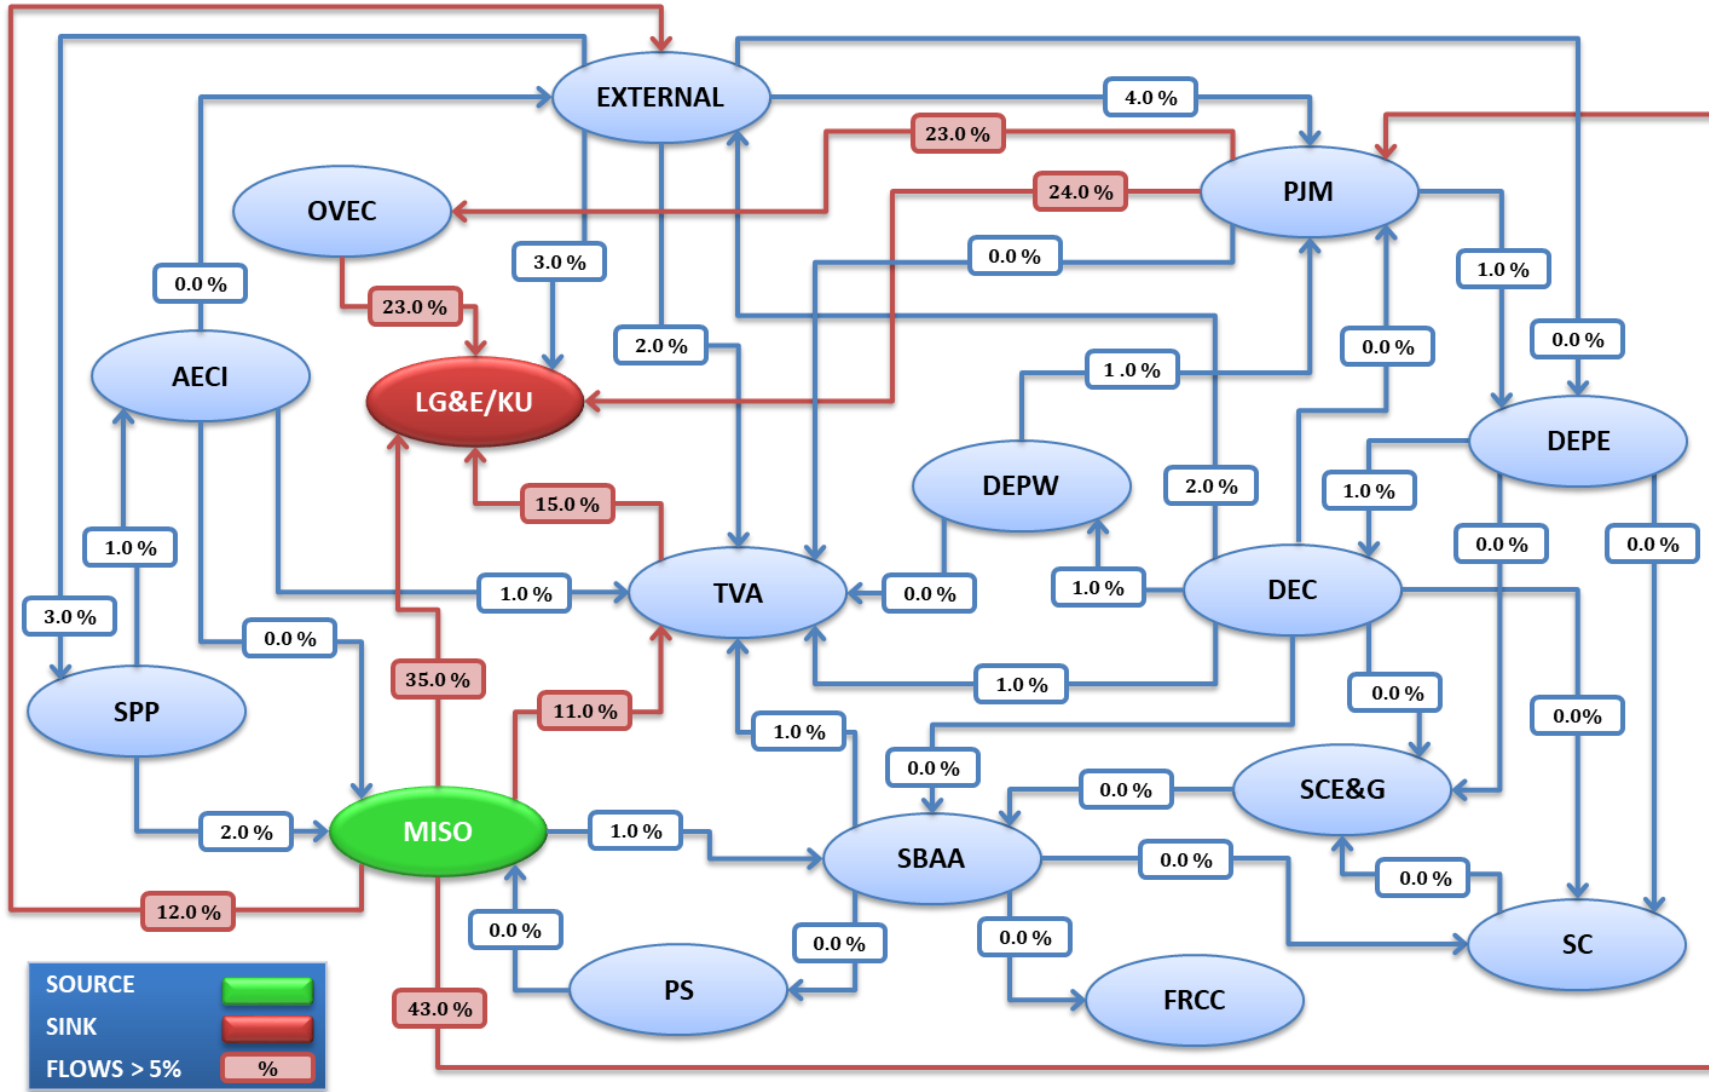 EXTERNAL
4.0 %
23.0 %
PJM
24.0 %
OVEC
0.0 %
3.0 %
1.0 %
0.0 %
23.0 %
2.0 %
0.0 %
0.0 %
AECI
1 .0 %
LG&E/KU
DEPE
DEPW
2.0 %
1.0 %
15.0 %
1.0 %
0.0 %
0.0 %
1.0 %
TVA
0.0 %
1.0 %
DEC
3.0 %
0.0 %
35.0 %
1.0 %
0.0 %
SPP
11.0 %
0.0%
1.0 %
0.0 %
0.0 %
SCE&G
2.0 %
MISO
1.0 %
SBAA
0.0 %
0.0 %
12.0 %
0.0 %
0.0 %
0.0 %
SC
SOURCE
PS
FRCC
43.0 %
SINK
FLOWS > 5%
%